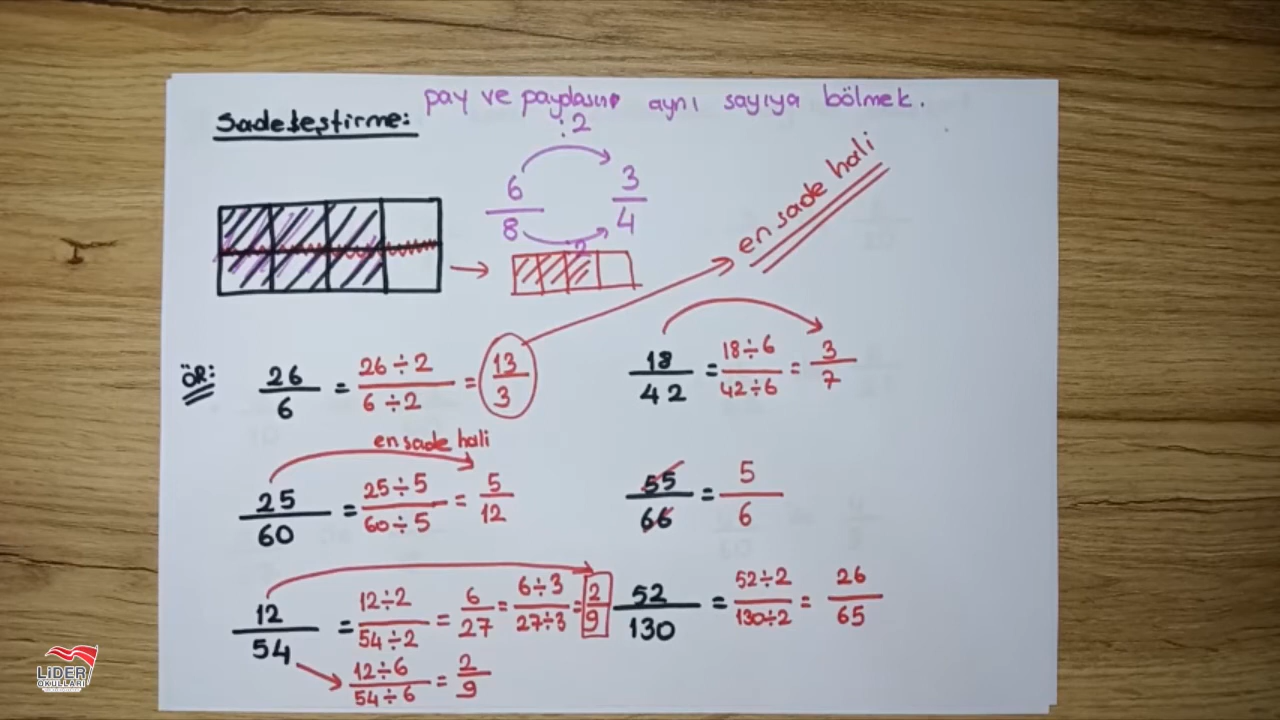 pay ve paydasını aynı sayıya bölmek.
Sadeleştirme:
6/8 :2 :2 3/4
en sade hali
ÖR:
26/6 = 26÷2/6÷2 = 13/3
18/42 = 18÷6/42÷6 = 3/7
en sade hali
25/60 = 25÷5/60÷5 = 5/12
55/66 = 5/6
12/54 = 12÷2/54÷2 = 6/27 = 6÷3/27÷3 = 2/9
12÷6/54÷6 = 2/9
52/130 = 52÷2/130÷2 = 26/65
LİDER
OKULLARI